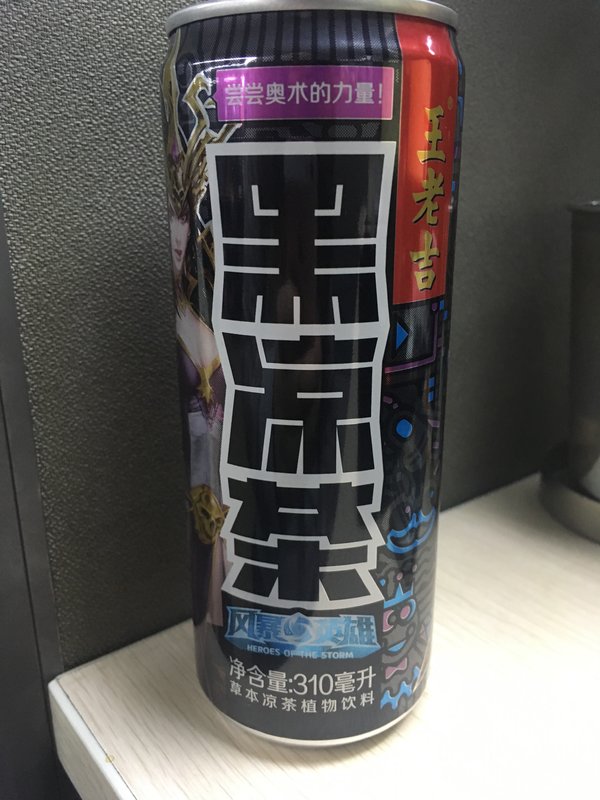 尝尝奥术的力量!
王老吉®
黑凉茶
风暴英雄
HEROES OF THE STORM
净含量:310毫升
草本凉茶植物饮料